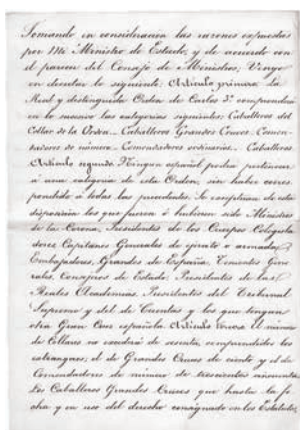 Tomando en consideracion las razones expuestas
por Mi Ministro de Estado, y de acuerdo con
el parecer del Consejo de Ministros, Vengo
en decretar lo siguiente: Artículo primero. La
Real y distinguida Orden de Carlos 3º comprenderá
en lo sucesivo las categorías siguientes: Caballeros del
Collar de la Orden. Caballeros Grandes Cruces. Comen-
dadores de número. Comendadores ordinarios. Caballeros
Artículo segundo. Ningun español podrá pertenecer
á una categoría de esta Orden, sin haber corres
pondido á todas las precedentes. Se exceptuan de esta
disposición los que fueren ó hubieren sido Ministros
de la Corona, Presidentes de los Cuerpos Colegisla
dores, Capitanes Generales de ejército ó armada,
Embajadores, Grandes de España, Tenientes Gene
rales, Consejeros de Estado, Presidentes de las
Reales Academias, Presidentes del Tribunal
Supremo y del de Cuentas y los que tengan
otra Gran Cruz española. Artículo tercero. El número
de Collares no excederá de comprendidos los
extrangeros; el de Grandes Cruces de ciento y el de
Comendadores de número de trescientos
Los Caballeros Grandes Cruces que hasta la fe
cha y en uso del derecho consignado en los Estatutos